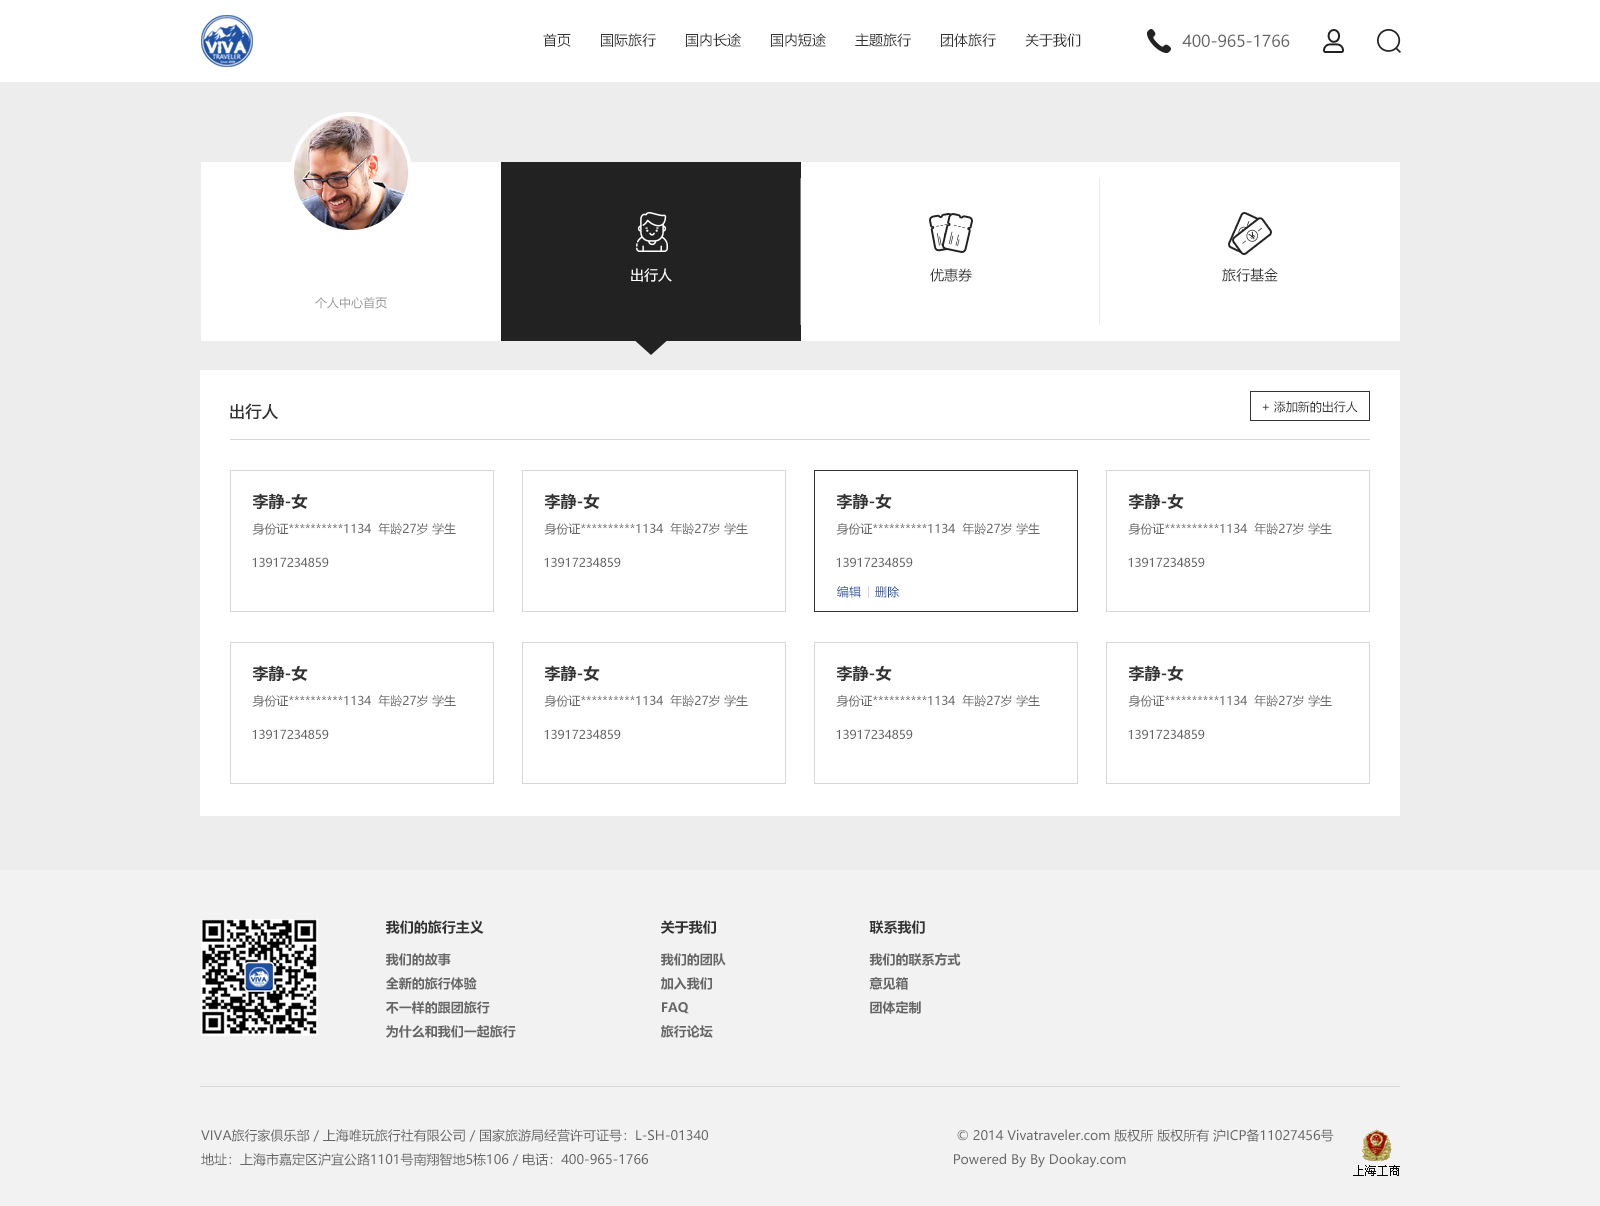 VIVA
TRAVELER
首页 国际旅行 国内长途 国内短途 主题旅行 团体旅行 关于我们 400-965-1766
出行人 优惠券 旅行基金
个人中心首页
出行人 + 添加新的出行人
李静-女 李静-女 李静-女 李静-女
身份证**********1134 年龄27岁 学生 身份证**********1134 年龄27岁 学生 身份证**********1134 年龄27岁 学生 身份证**********1134 年龄27岁 学生
13917234859 13917234859 13917234859 13917234859
编辑 | 删除
李静-女 李静-女 李静-女 李静-女
身份证**********1134 年龄27岁 学生 身份证**********1134 年龄27岁 学生 身份证**********1134 年龄27岁 学生 身份证**********1134 年龄27岁 学生
13917234859 13917234859 13917234859 13917234859
VIVA
我们的旅行主义
我们的故事
全新的旅行体验
不一样的跟团旅行
为什么和我们一起旅行
关于我们
我们的团队
加入我们
FAQ
旅行论坛
联系我们
我们的联系方式
意见箱
团体定制
VIVA旅行家俱乐部 / 上海唯玩旅行社有限公司 / 国家旅游局经营许可证号：L-SH-01340
地址：上海市嘉定区沪宜公路1101号南翔智地5栋106 / 电话：400-965-1766
© 2014 Vivatraveler.com 版权所 版权所有 沪ICP备11027456号
Powered By By Dookay.com
上海工商